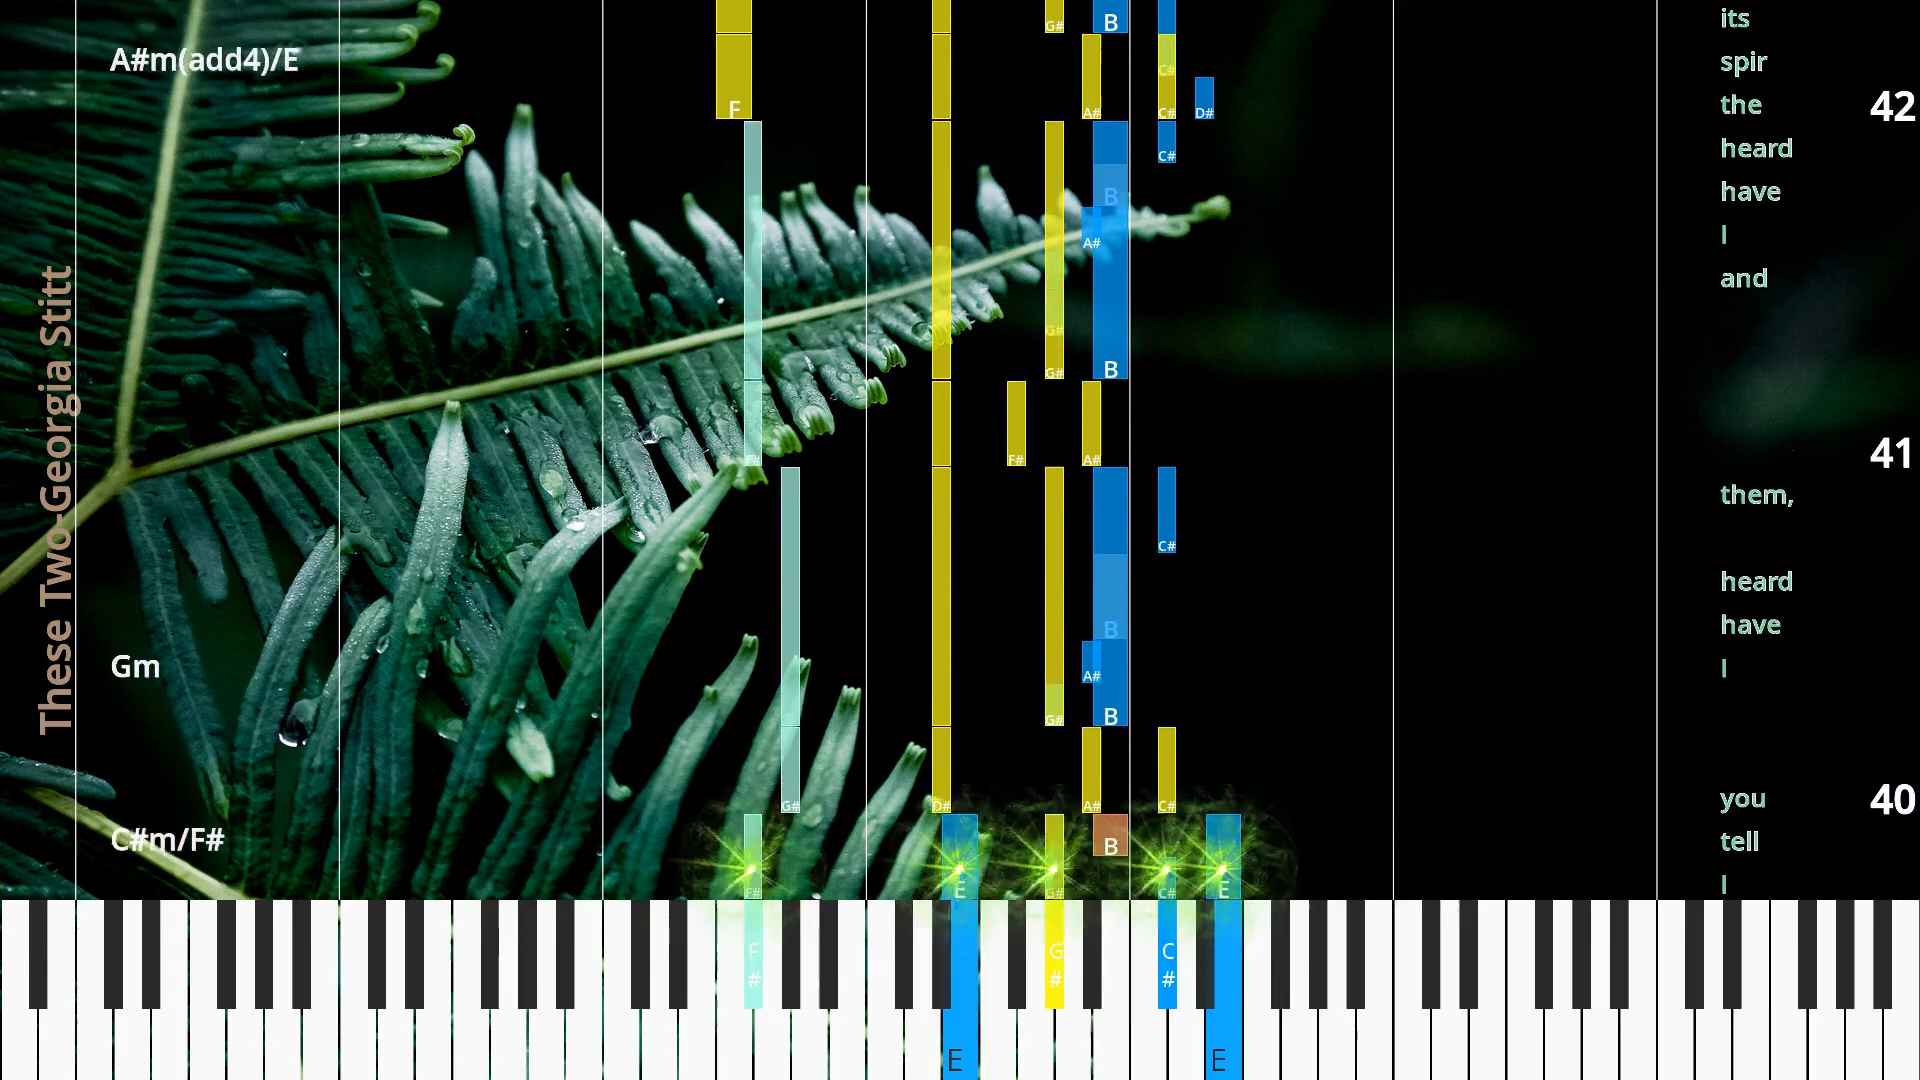 These Two-Georgia Stitt
A#m(add4)/E
Gm
C#m/F#
G# B
C#
F A# C# D#
C#
B
A#
G#
G# B
F# F# A#
C#
B
A#
G# B
G# D# A# C#
B
F# E G# C# E
its
spir
the
42
heard
have
I
and
41
them,
heard
have
I
you
40
tell
I
F# G# C#
E E